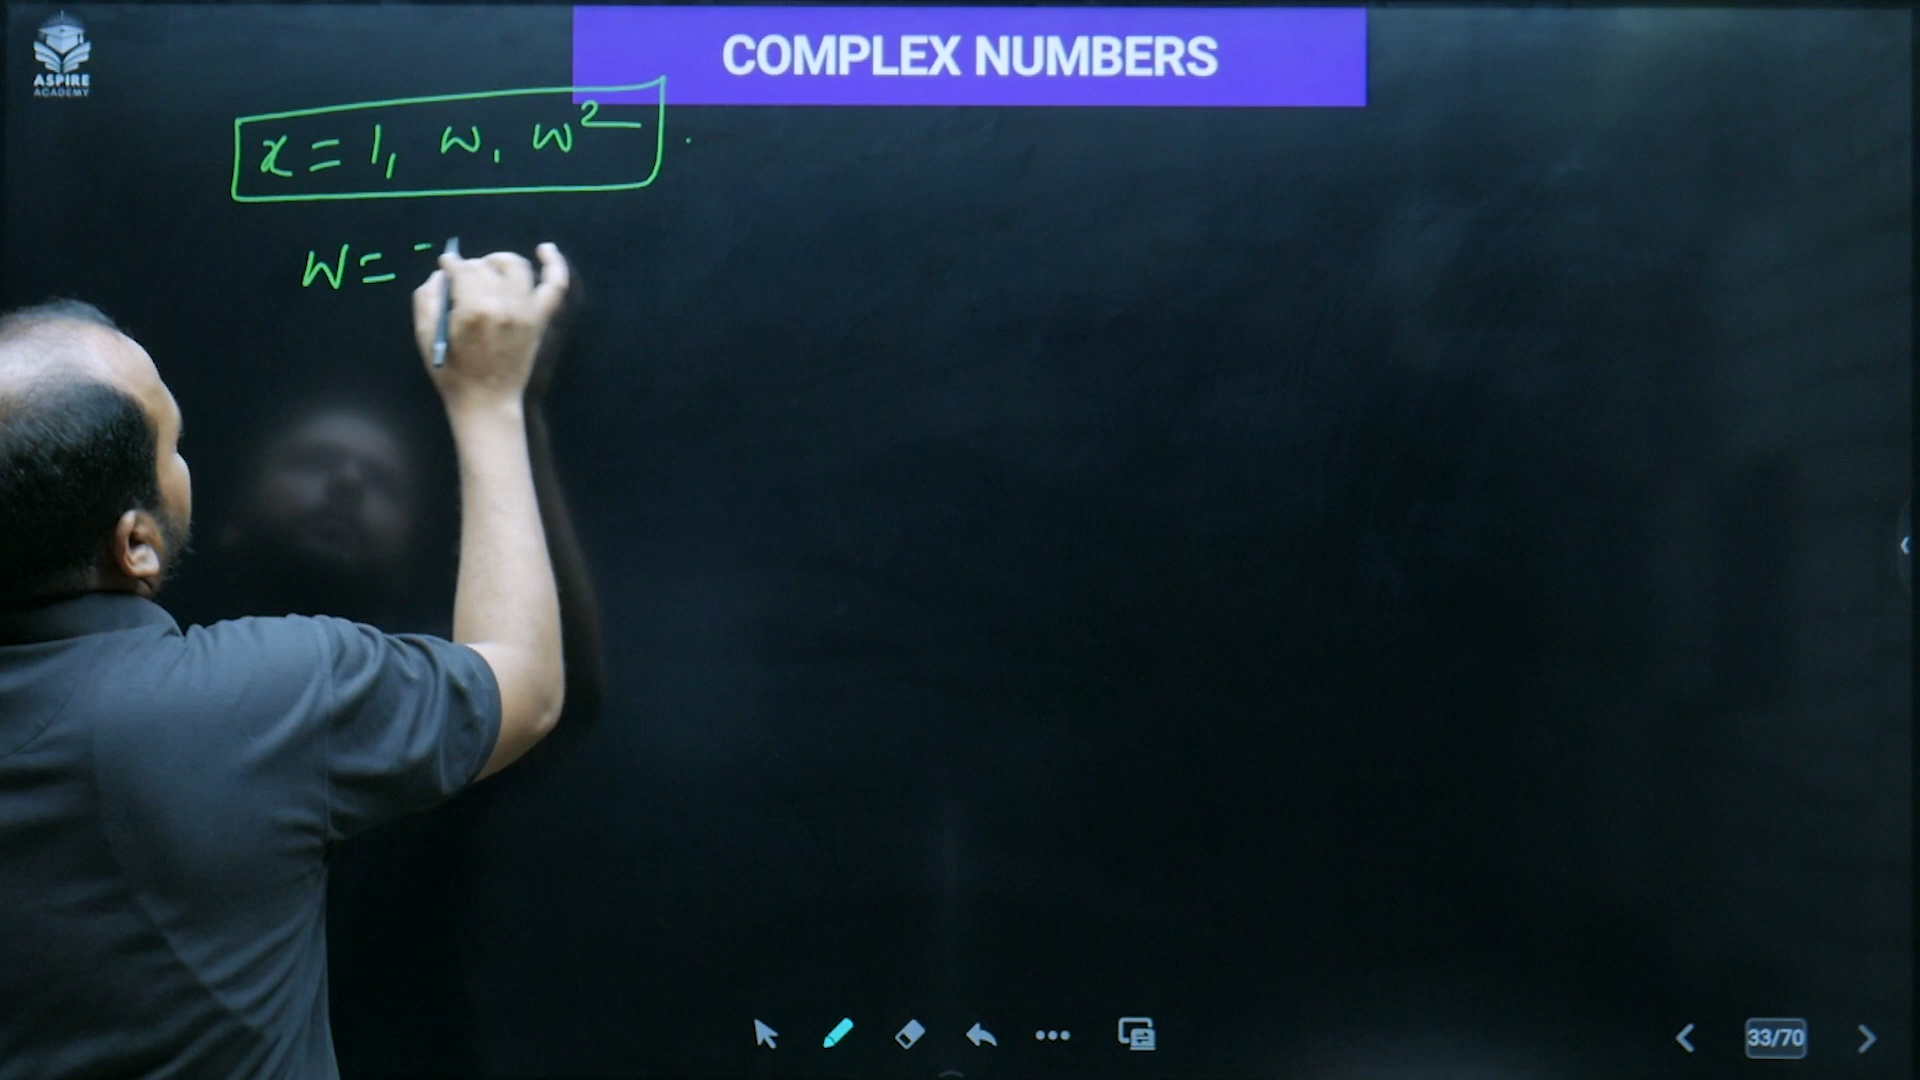 ASPIRE
ACADEMY
COMPLEX NUMBERS
x = 1, w, w²
w = -
33/70